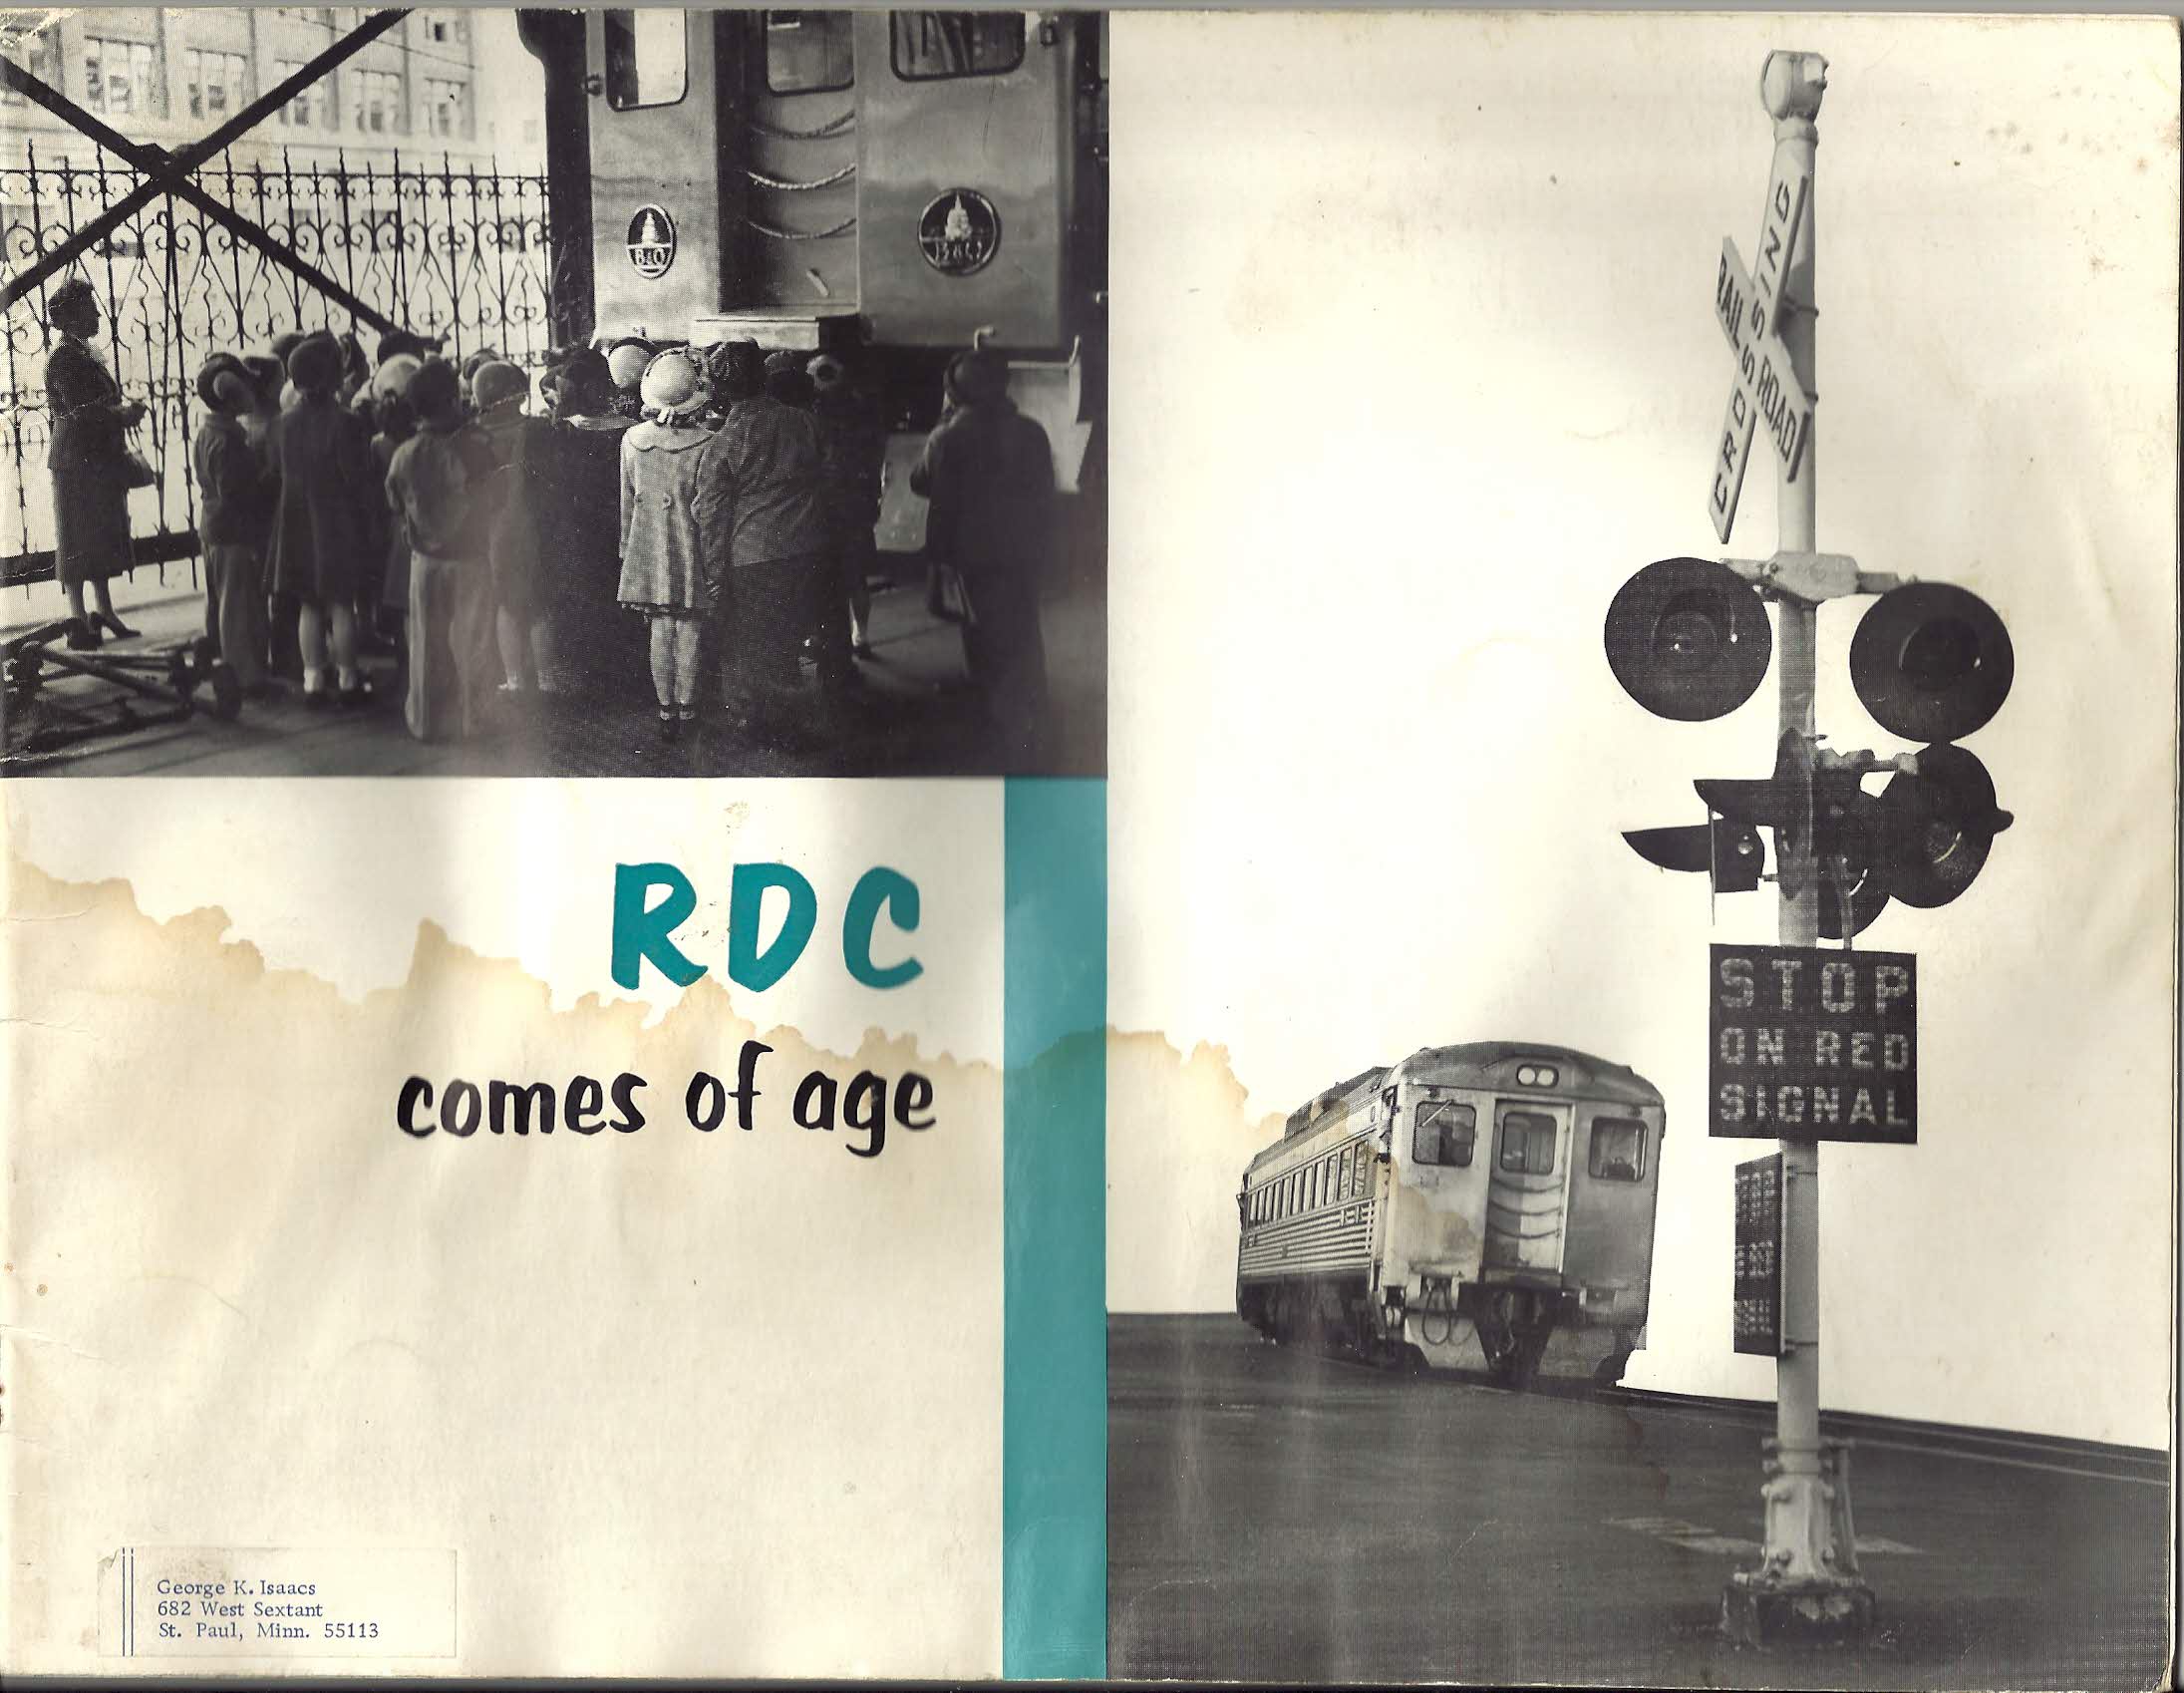 B&O
B&O
RDC
comes of age
RAIL ROAD
CROSSING
STOP
ON RED
SIGNAL
George K. Isaacs
682 West Sextant
St. Paul, Minn. 55113